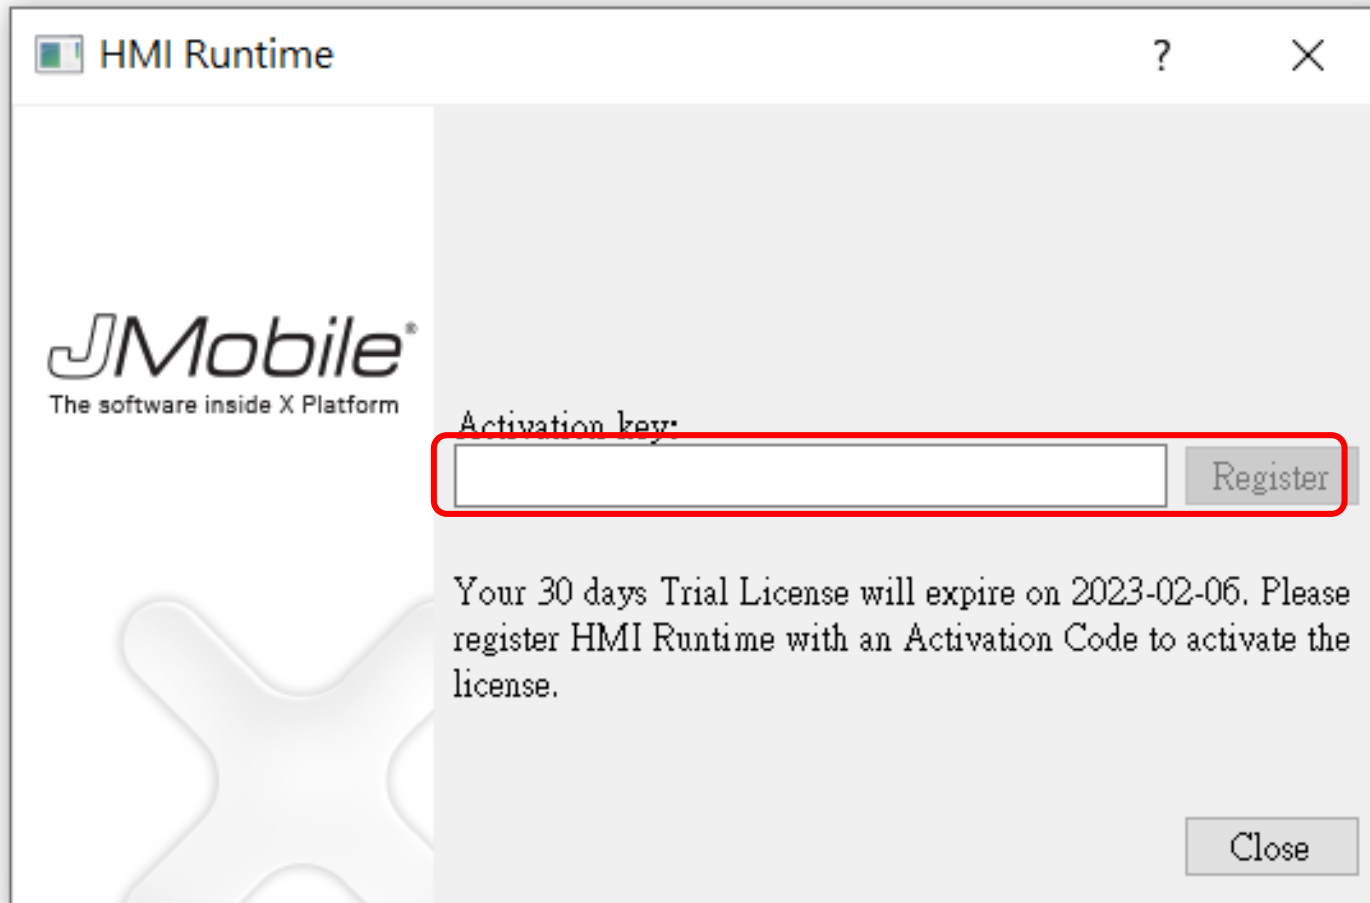 HMI Runtime
?
JMobile®
The software inside X Platform
Activation key:
Register
Your 30 days Trial License will expire on 2023-02-06. Please
register HMI Runtime with an Activation Code to activate the
license.
Close